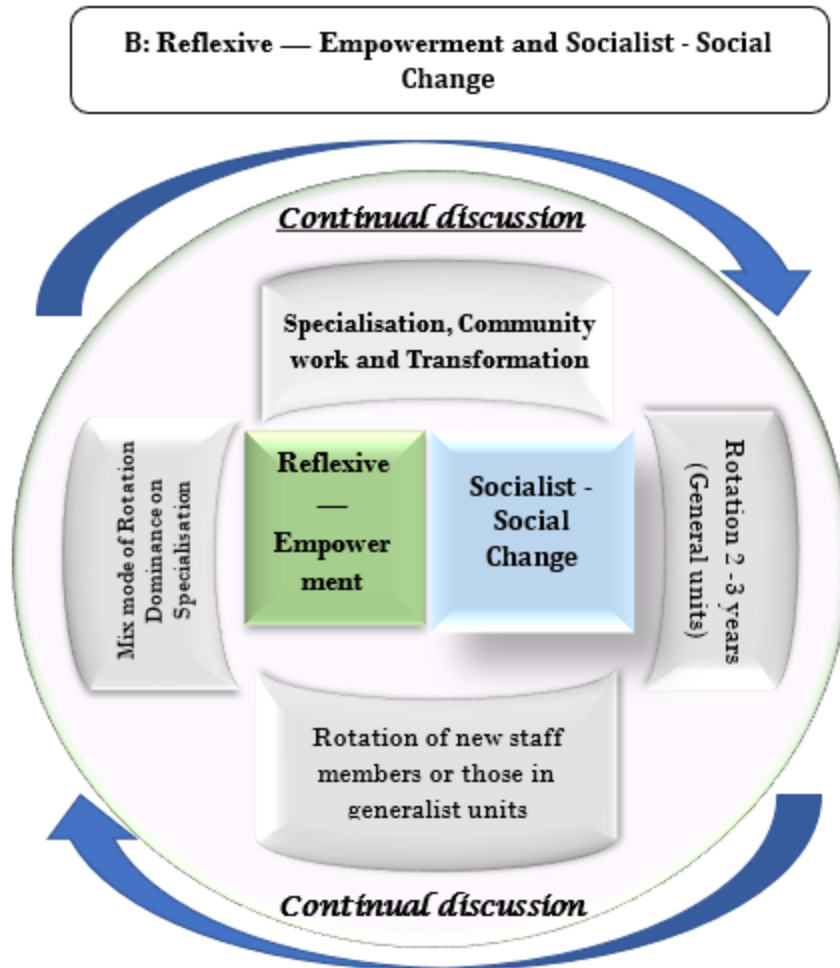 B: Reflexive — Empowerment and Socialist - Social
Change
Continual discussion
Specialisation, Community
work and Transformation
Mix mode of Rotation
Dominance on
Specialisation
Reflexive
—
Empower
ment
Socialist -
Social
Change
Rotation 2 -3 years
(General units)
Rotation of new staff
members or those in
generalist units
Continual discussion